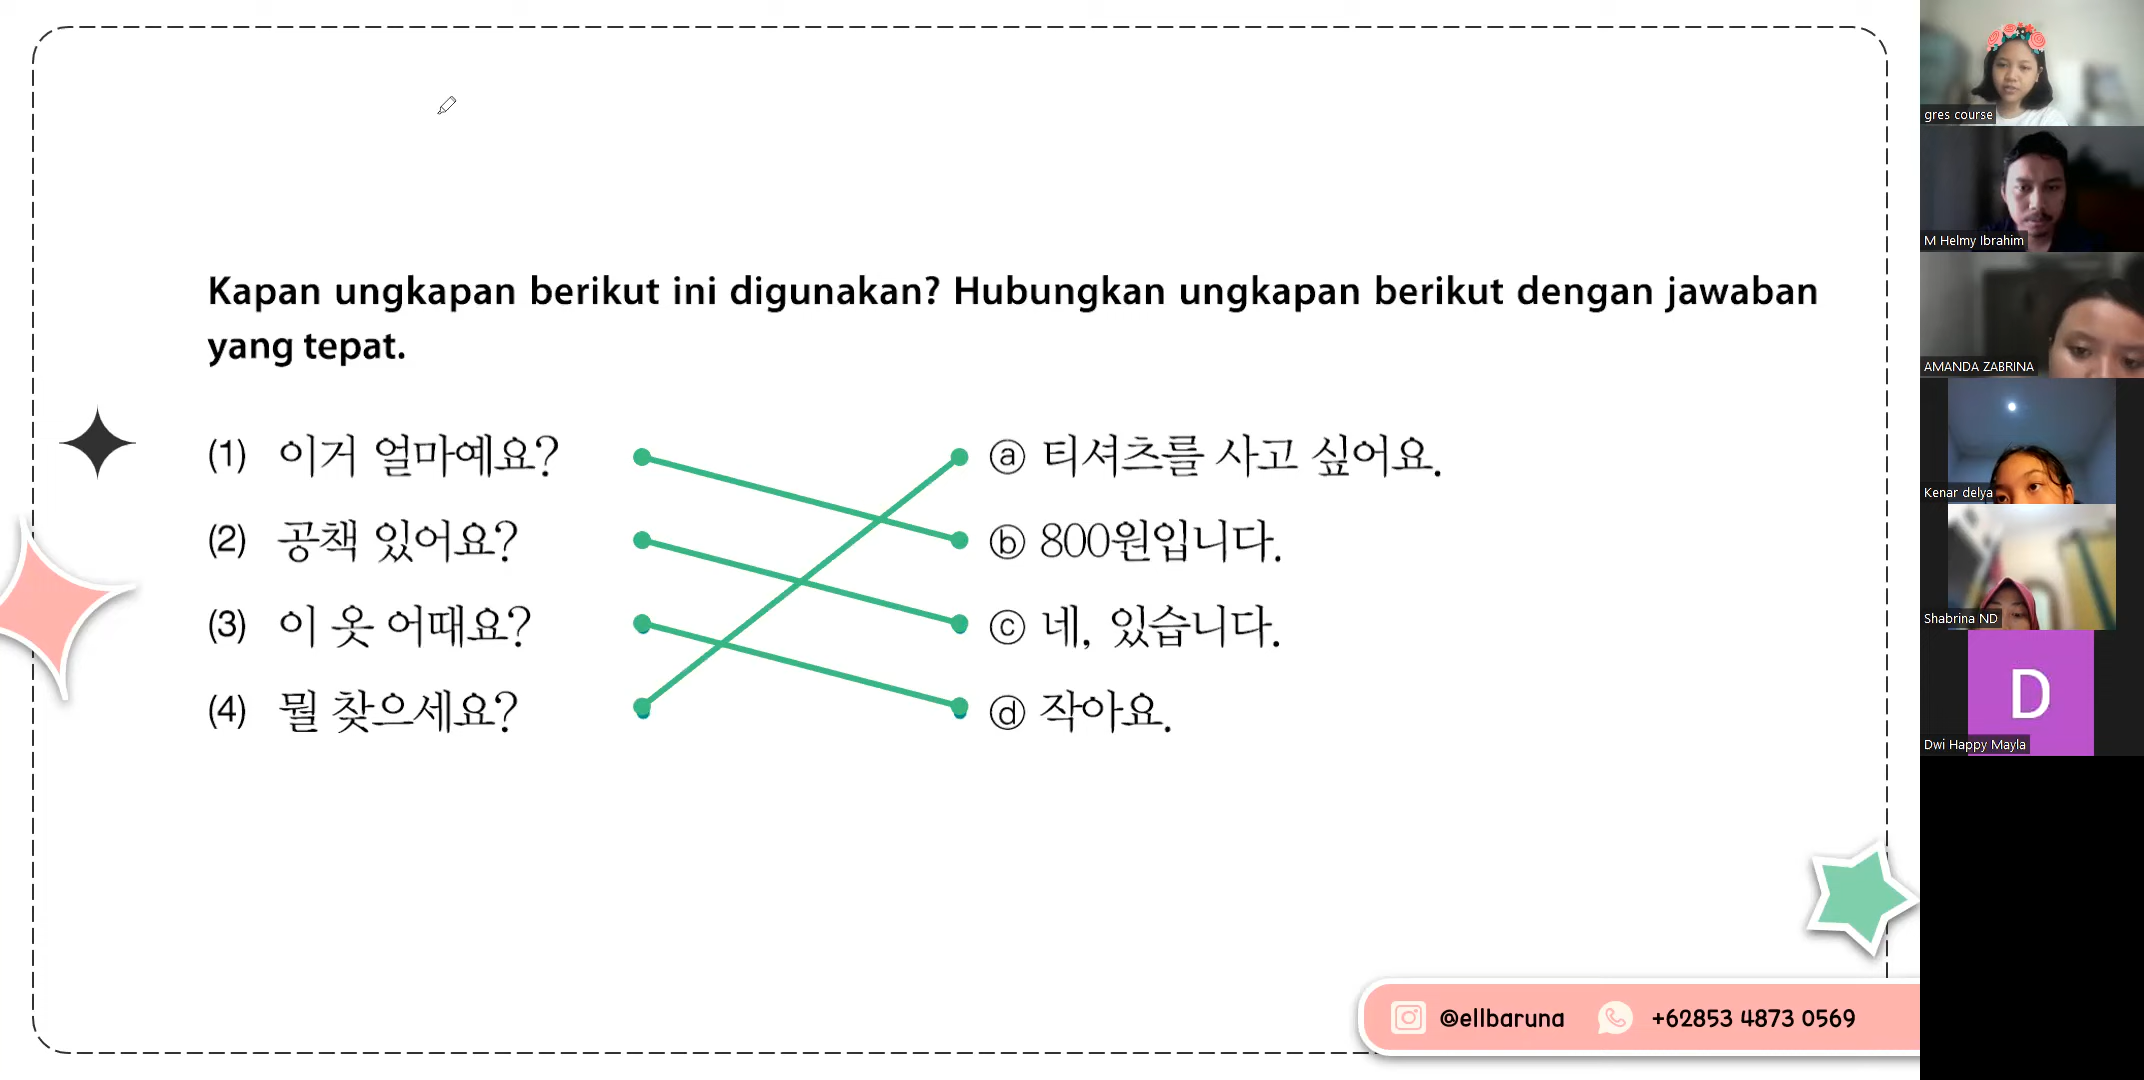 Kapan ungkapan berikut ini digunakan? Hubungkan ungkapan berikut dengan jawaban
yang tepat.
(1) 이거 얼마예요?
ⓐ 티셔츠를 사고 싶어요.
(2) 공책 있어요?
ⓑ 800원입니다.
(3) 이 옷 어때요?
ⓒ 네, 있습니다.
(4) 뭘 찾으세요?
ⓓ 작아요.
@ellbaruna +62853 4873 0569
gres course
M Helmy Ibrahim
AMANDA ZABRINA
Kenar delya
Shabrina ND
D
Dwi Happy Mayla